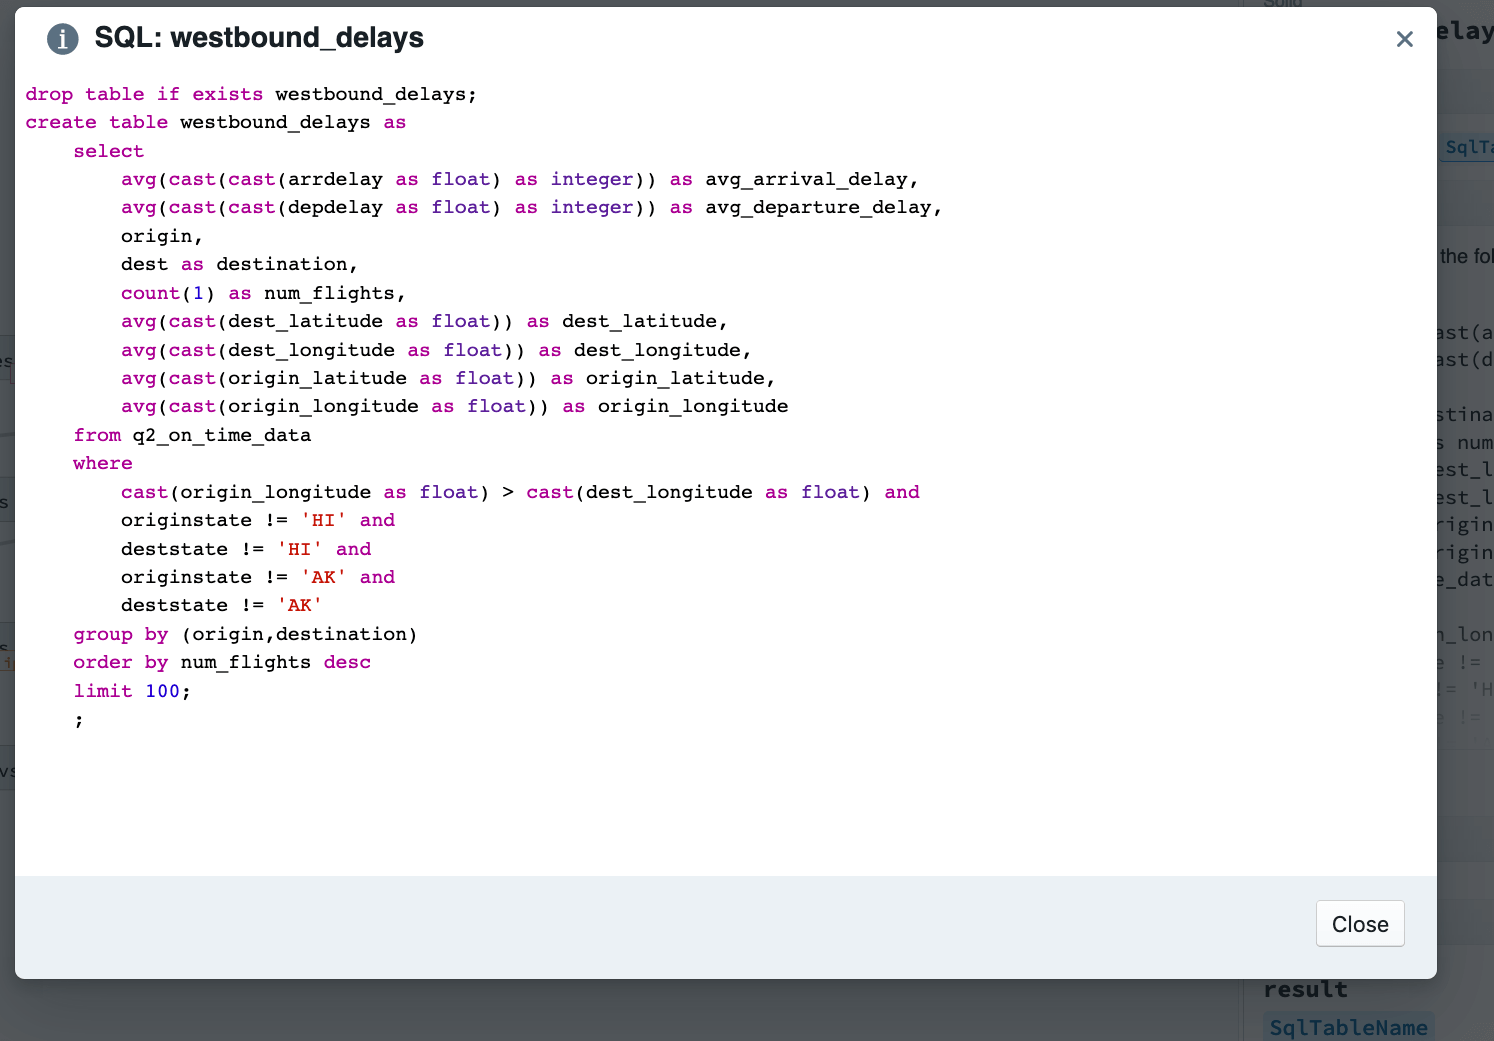 SQL: westbound_delays
drop table if exists westbound_delays;
create table westbound_delays as
select
avg(cast(cast(arrdelay as float) as integer)) as avg_arrival_delay,
avg(cast(cast(depdelay as float) as integer)) as avg_departure_delay,
origin,
dest as destination,
count(1) as num_flights,
avg(cast(dest_latitude as float)) as dest_latitude,
avg(cast(dest_longitude as float)) as dest_longitude,
avg(cast(origin_latitude as float)) as origin_latitude,
avg(cast(origin_longitude as float)) as origin_longitude
from q2_on_time_data
where
cast(origin_longitude as float) > cast(dest_longitude as float) and
originstate != 'HI' and
deststate != 'HI' and
originstate != 'AK' and
deststate != 'AK'
group by (origin,destination)
order by num_flights desc
limit 100;
;
Close
elay
SqlTa
the fol
ast(a
ast(d
stina
s num
est_l
est_l
rigin
rigin
e_dat
n_lon
e !=
!= 'H
e !=
result
SqlTableName